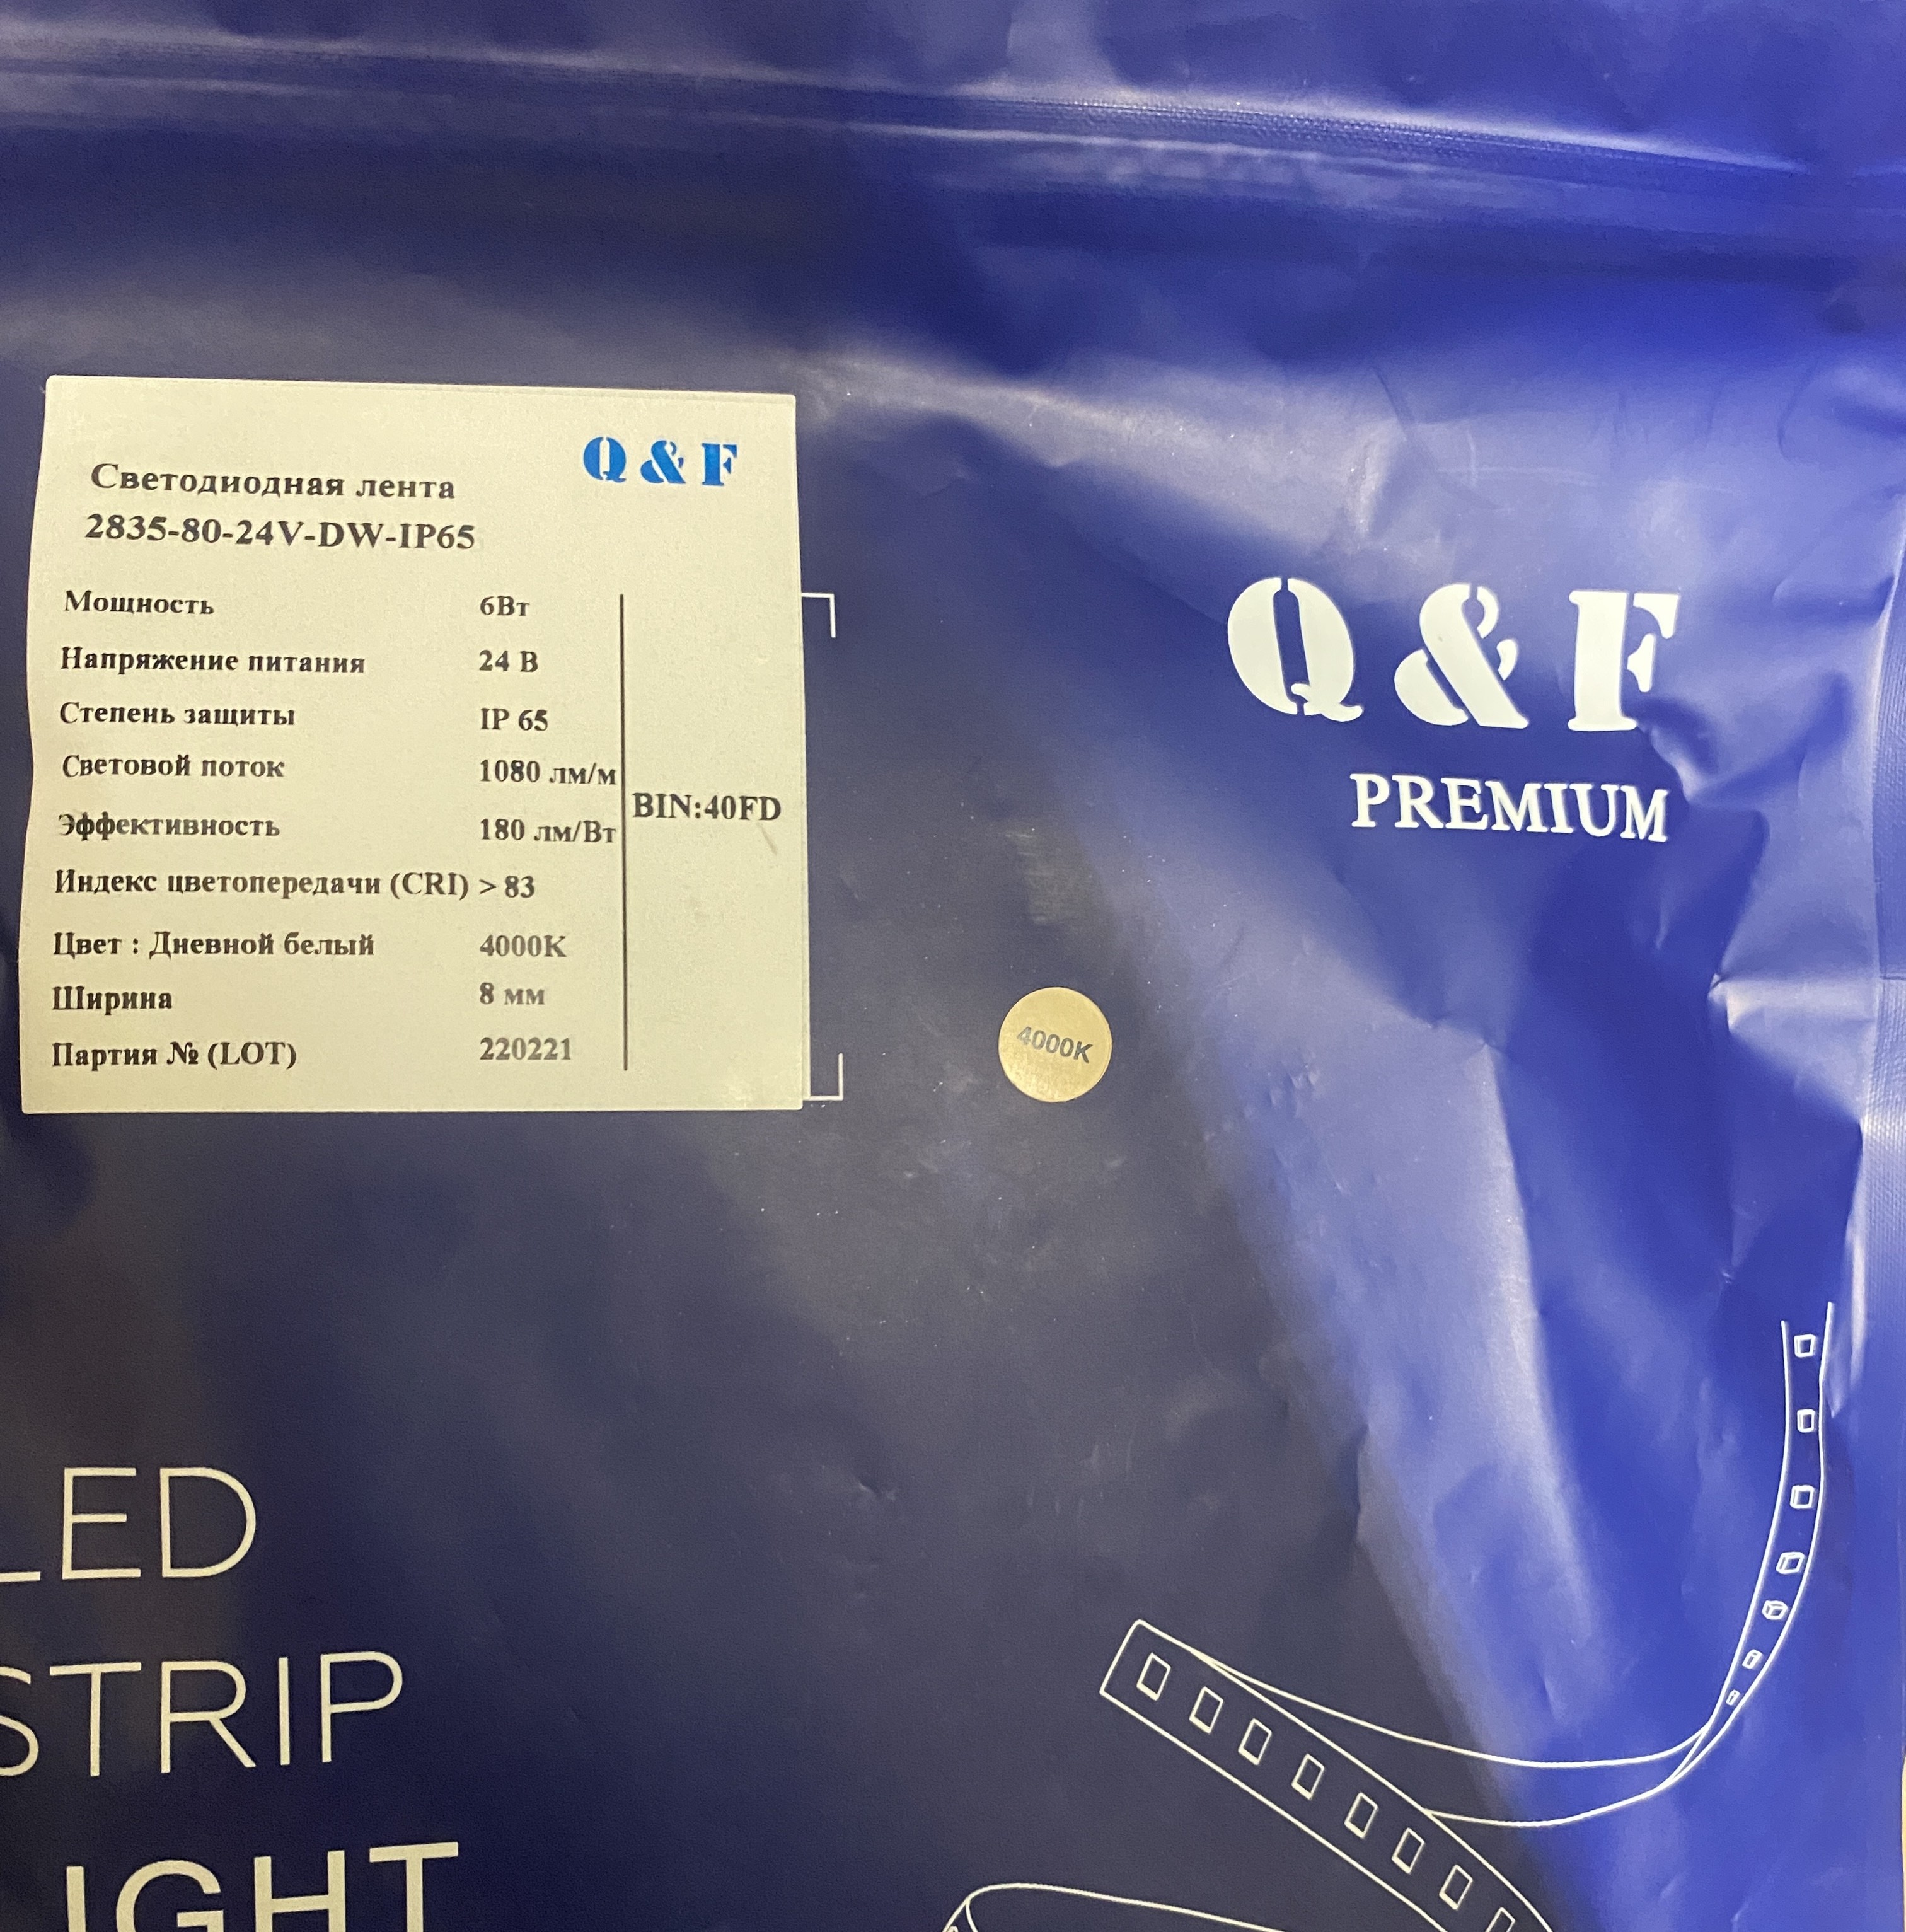 Q & F
Светодиодная лента
2835-80-24V-DW-IP65
Мощность 6Вт
Напряжение питания 24 В
Степень защиты IP 65
Световой поток 1080 лм/м
Эффективность 180 лм/Вт
BIN:40FD
Индекс цветопередачи (CRI) > 83
Цвет : Дневной белый 4000K
Ширина 8 мм
Партия № (LOT) 220221
Q & F
PREMIUM
4000K
LED
STRIP
IGHT